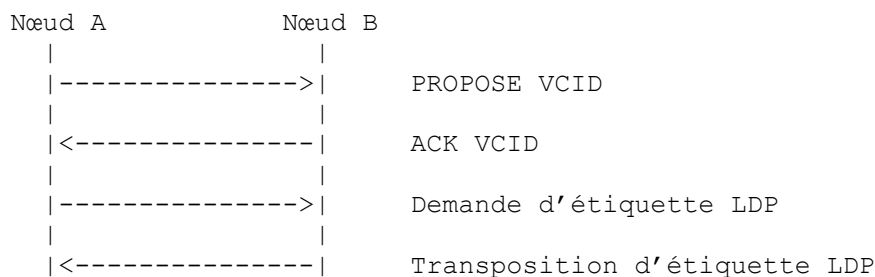 Nœud A Nœud B
PROPOSE VCID
ACK VCID
Demande d'étiquette LDP
Transposition d'étiquette LDP